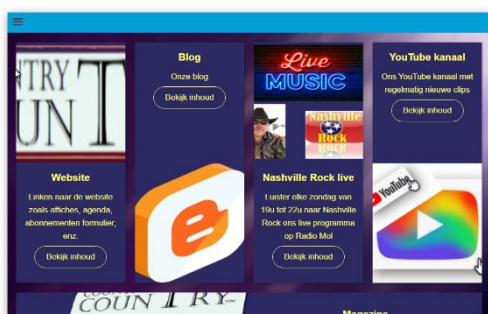 NTRY
COUNT
UN T
Website
Linken naar de website
zoals affiches, agenda,
abonnementen formulier,
enz.
Bekijk inhoud
Blog
Onze blog
Bekijk inhoud
Live
MUSIC
Nashville
Rock
Nashville Rock live
Luister elke zondag van
19u tot 22u naar Nashville
Rock ons live programma
op Radio Mol
Bekijk inhoud
YouTube kanaal
Ons YouTube kanaal met
regelmatig nieuwe clips
Bekijk inhoud
YouTube
COUNTRY
Magazine